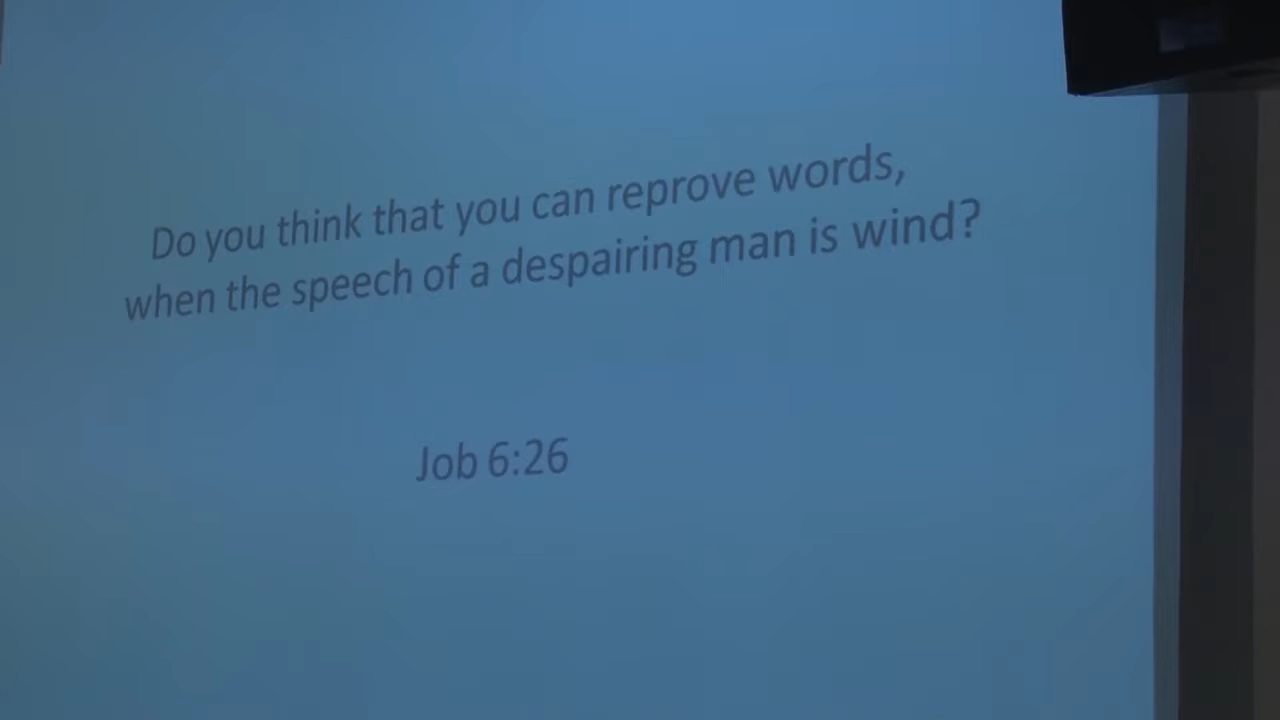 Do you think that you can reprove words,
when the speech of a despairing man is wind?
Job 6:26